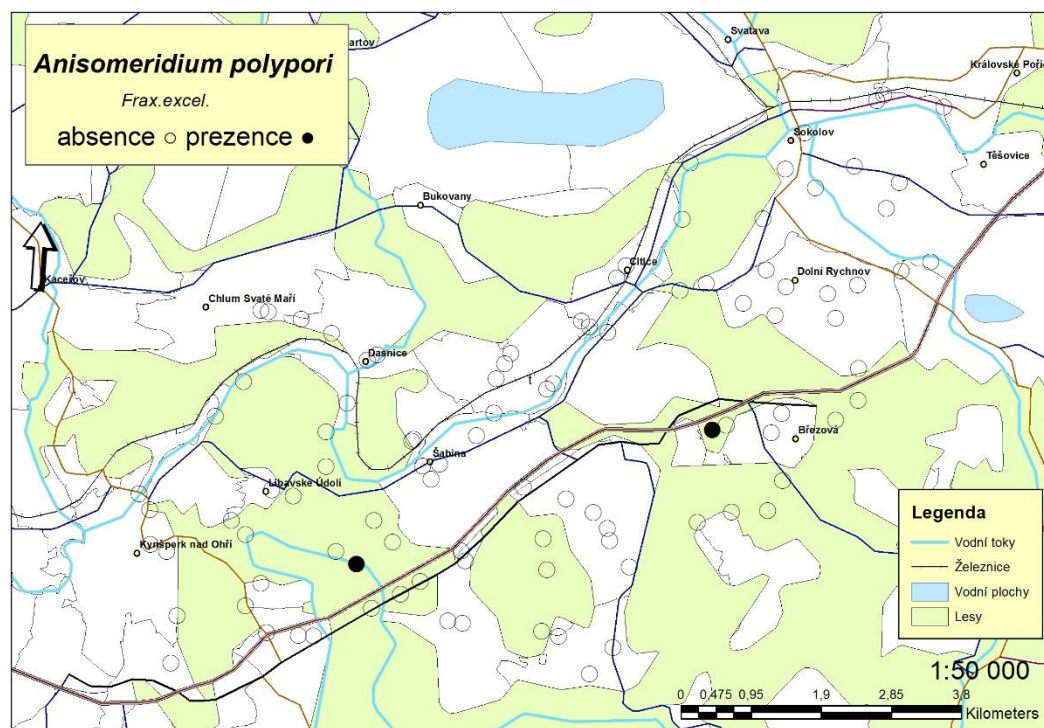 Anisomeridium polypori
Frax.excel.
absence ○ prezence ●
artov
Svatava
Královské Poříč
Sokolov
Těšovice
Bukovany
Kaceřov
Citice
Dolní Rychnov
Chlum Svaté Maří
Dasnice
t
Březová
Šabina
Libavské Údolí
Kynšperk nad Ohří
Legenda
Vodní toky
Železnice
Vodní plochy
Lesy
1:50 000
0 0,475 0,95 1,9 2,85 3,8
Kilometers